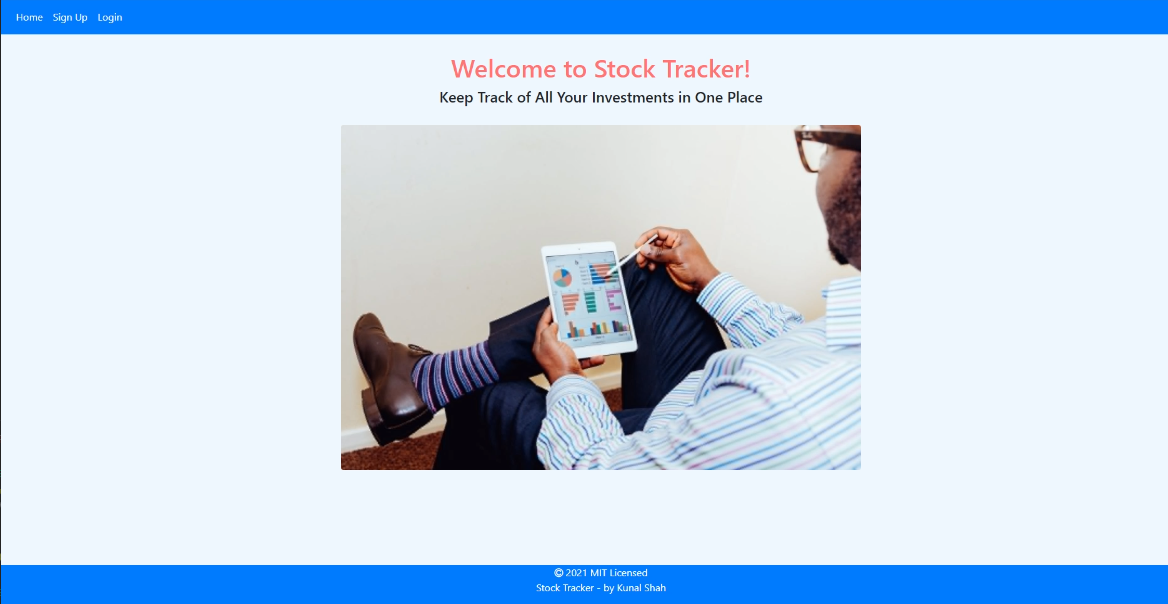 Home Sign Up Login
Welcome to Stock Tracker!
Keep Track of All Your Investments in One Place
© 2021 MIT Licensed
Stock Tracker - by Kunal Shah